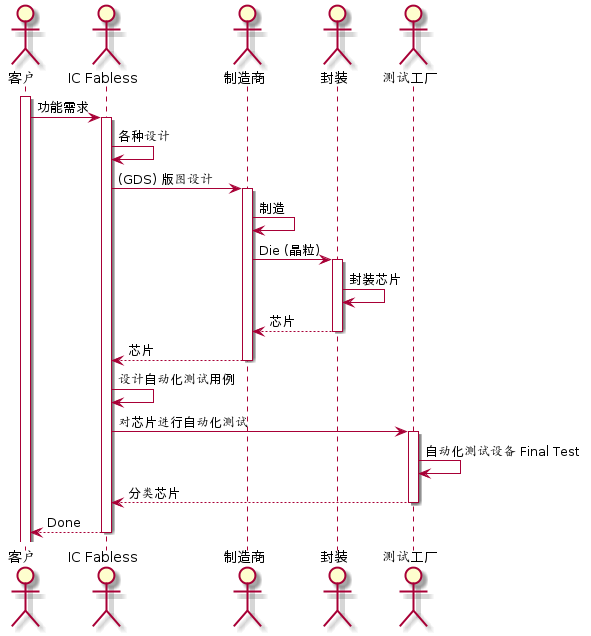 客户 IC Fabless 制造商 封装 测试工厂
功能需求
各种设计
(GDS) 版图设计
制造
Die (晶粒)
封装芯片
芯片
芯片
设计自动化测试用例
对芯片进行自动化测试
自动化测试设备 Final Test
分类芯片
Done
客户 IC Fabless 制造商 封装 测试工厂